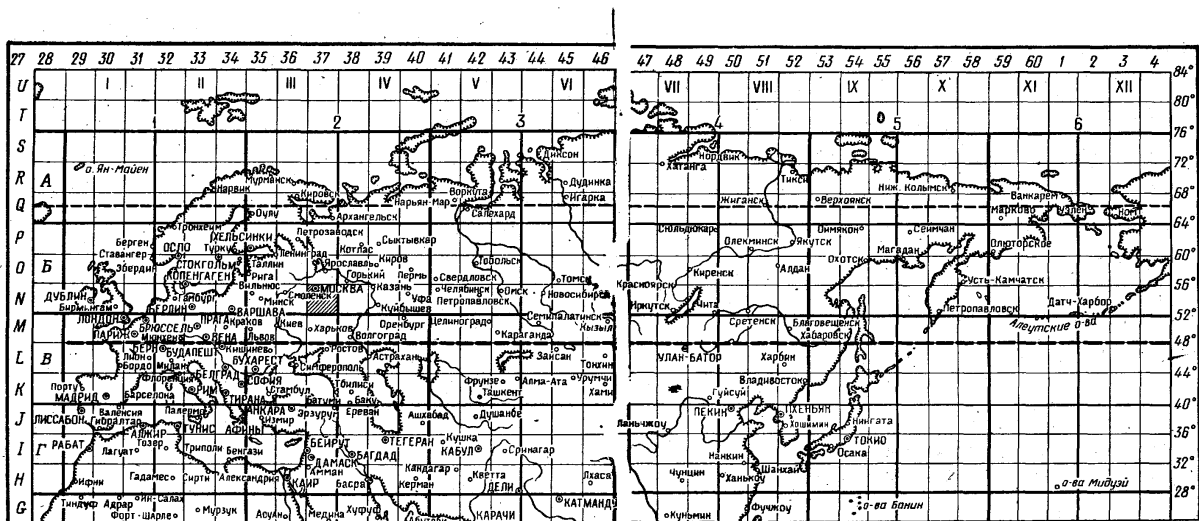 27 28 29 30 31 32 33 34 35 36 37 38 39 40 41 42 43 44 45 46 47 48 49 50 51 52 53 54 55 56 57 58 59 60 1 2 3 4
U I II III IV V VI VII VIII IX X XI XII 84°
T 80°
1 2 3 4 5 6
S 76°
Диксон Нордвик
о. Ян-Майен Хатанга 72°
R А Мурманск Дудинка Тикси
Нарвик Кировск Воркута Игарка Ниж. Колымск Ванкарем 68°
Q Нарьян-Мар Салехард Жиганск Верхоянск
Оулу Архангельск Марково Уэлен Ном 64°
Тронхейм Петрозаводск Оймякон Сеймчан
P Берген ХЕЛЬСИНКИ Сыктывкар Сюльдюкар
Ставангер ОСЛО Турку Ленинград Котлас Олекминск Якутск Магадан Олюторское 60°
O Б Эбердин СТОКГОЛЬМ Таллин Ярославль Киров Тобольск Охотск
КОПЕНГАГЕН Рига Горький Пермь Свердловск Томск Киренск Алдан
Вильнюс МОСКВА Казань Челябинск Омск Красноярск Усть-Камчатск 56°
N ДУБЛИН Гамбург Минск Смоленск Уфа Петропавловск Новосибирск Иркутск Чита Датч-Харбор
Бирмингам БЕРЛИН ВАРШАВА Куйбышев Семипалатинск Сретенск Петропавловск
ЛОНДОН ПРАГА Киев Оренбург Целиноград Кызыл Алеутские о-ва 52°
M БРЮССЕЛЬ Краков Харьков Благовещенск
ПАРИЖ Мюнхен ВЕНА Львов Волгоград Караганда Хабаровск 48°
БЕРН Кишинев Ростов Астрахань Зайсан УЛАН-БАТОР Харбин
L В Лион БУДАПЕШТ БУХАРЕСТ Симферополь
Бордо Милан БЕЛГРАД Фрунзе Алма-Ата Урумчи Владивосток 44°
K Порту Флоренция СОФИЯ Тбилиси Ташкент Хами Гуйсуй
МАДРИД Барселона РИМ Стамбул Батуми Баку
ТИРАНА 40°
ЛИССАБОН Валенсия Палермо АНКАРА Ереван Ашхабад Душанбе ПЕКИН ПХЕНЬЯН
J Гибралтар ТУНИС АФИНЫ Измир Эрзурум Ланьчжоу Хошимин Нингата
АЛЖИР ТОКИО 36°
I Г РАБАТ Тозер Триполи Бенгази БЕЙРУТ ТЕГЕРАН Кушка КАБУЛ Сринагар Осака
Лагуат БАГДАД Нанкин
ДАМАСК Шанхай 32°
H Ифни Гадамес Сирти Александрия Амман Басра Кандагар Кветта Лхаса Чунцин Ханькоу
КАИР Керман ДЕЛИ о-ва Мидуэй 28°
Ин-Салах КАТМАНДУ
G Тиндуф Адрар Мурзук Хуфуф о-ва Бонин
Форт-Шарле Асуан Медина КАРАЧИ Куньмин Фучжоу